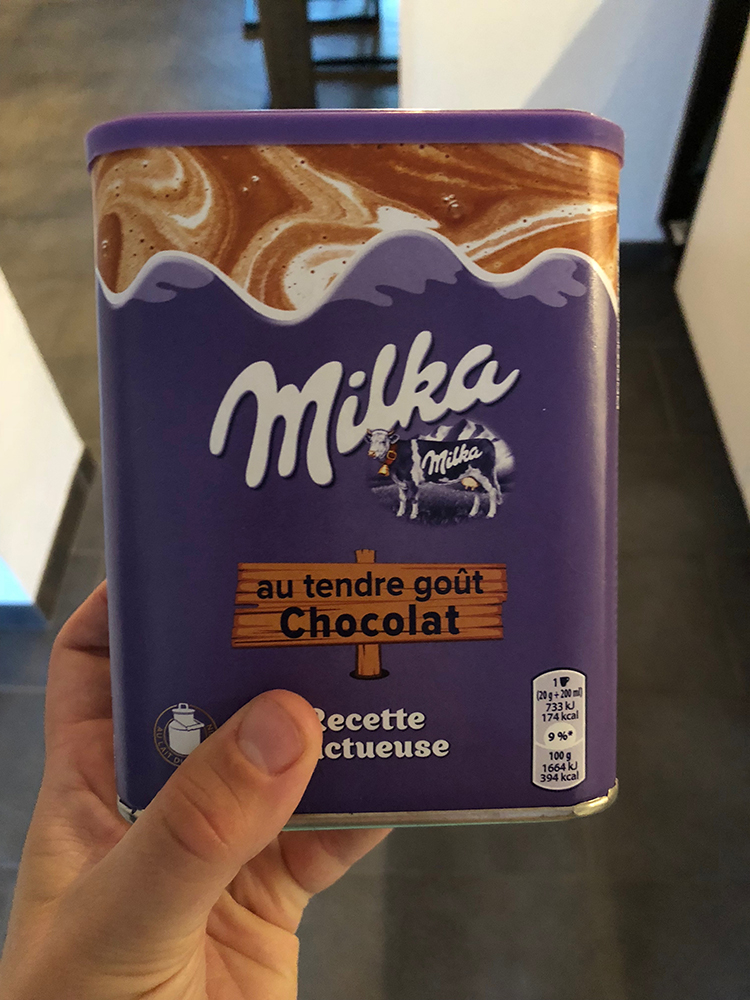 Milka
Milka
au tendre goût
Chocolat
Recette
1
(20 g + 200 ml)
733 kJ
174 kcal
9 %*
100 g
1664 kJ
394 kcal